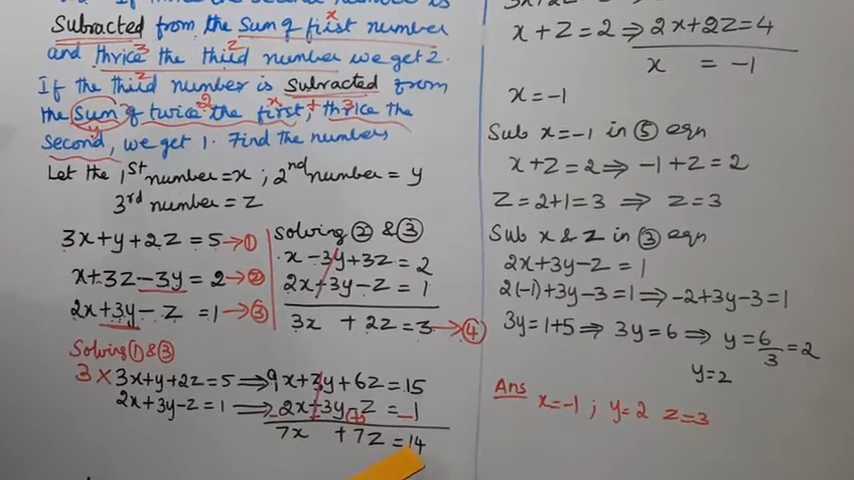 Subtracted from the sum of first number
x
and thrice the third number we get 2.
3 z
If the third number is subracted from
z
the sum of twice the first, thrice the
2 x + 3
second, we get 1. Find the numbers
y
Let the 1st number = x ; 2nd number = y
3rd number = z
3x+y+2z = 5 → ①
x+3z-3y = 2 → ②
2x+3y-z = 1 → ③
Solving ② & ③
x-3y+3z = 2
2x+3y-z = 1
3x +2z = 3 → ④
Solving ① & ③
3 × 3x+y+2z = 5 ⇒ 9x+3y+6z = 15
2x+3y-z = 1 ⇒ 2x+3y-z = 1
7x +7z = 14
x+z = 2 ⇒ 2x+2z = 4
x = -1
x = -1
Sub x = -1 in ⑤ eqn
x+z = 2 ⇒ -1+z = 2
z = 2+1 = 3 ⇒ z = 3
Sub x & z in ③ eqn
2x+3y-z = 1
2(-1)+3y-3 = 1 ⇒ -2+3y-3 = 1
3y = 1+5 ⇒ 3y = 6 ⇒ y = 6/3 = 2
y = 2
Ans x = -1 ; y = 2 z = 3